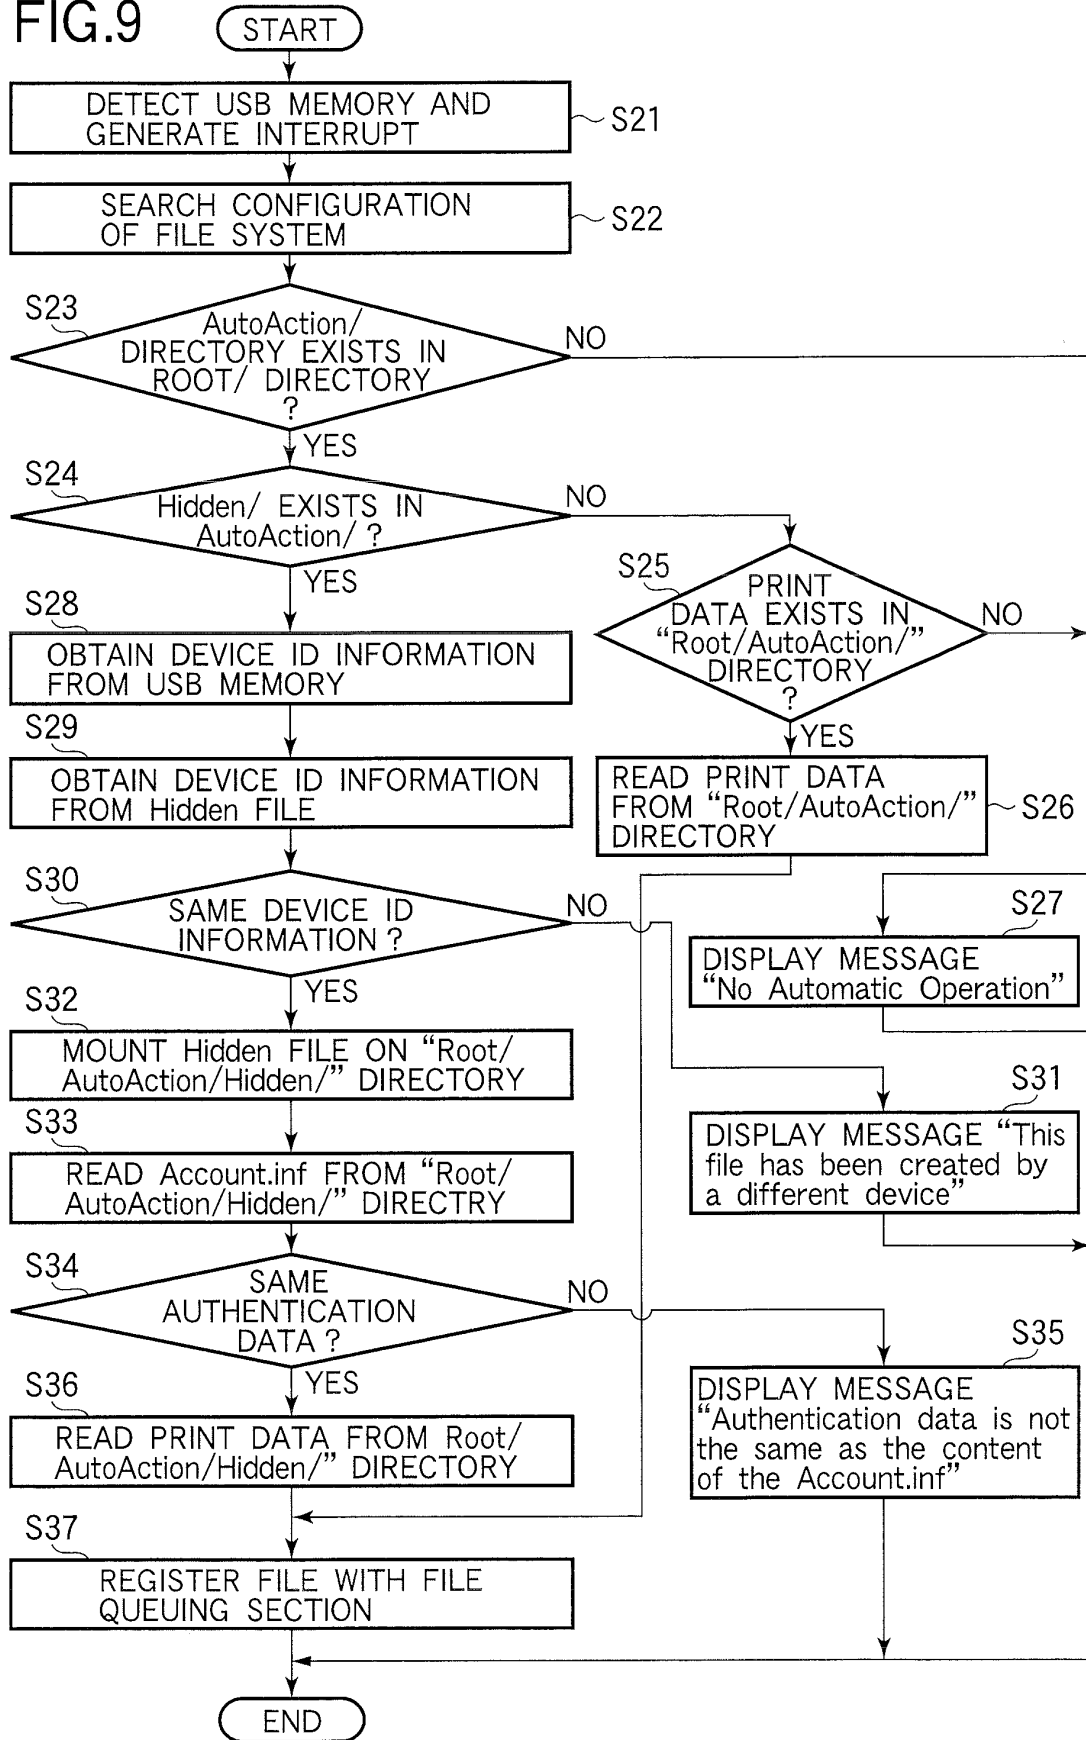 FIG.9
START
DETECT USB MEMORY AND
GENERATE INTERRUPT
S21
SEARCH CONFIGURATION
OF FILE SYSTEM
S22
S23
AutoAction/
DIRECTORY EXISTS IN
ROOT/ DIRECTORY
?
NO
YES
S24
Hidden/ EXISTS IN
AutoAction/ ?
NO
YES
S25
PRINT
DATA EXISTS IN
“Root/AutoAction/”
DIRECTORY
?
NO
YES
S28
OBTAIN DEVICE ID INFORMATION
FROM USB MEMORY
S29
OBTAIN DEVICE ID INFORMATION
FROM Hidden FILE
READ PRINT DATA
FROM “Root/AutoAction/”
DIRECTORY
S26
S30
SAME DEVICE ID
INFORMATION ?
NO
YES
S27
DISPLAY MESSAGE
“No Automatic Operation”
S32
MOUNT Hidden FILE ON “Root/
AutoAction/Hidden/” DIRECTORY
S31
DISPLAY MESSAGE “This
file has been created by
a different device”
S33
READ Account.inf FROM “Root/
AutoAction/Hidden/” DIRECTRY
S34
SAME
AUTHENTICATION
DATA ?
NO
YES
S35
DISPLAY MESSAGE
“Authentication data is not
the same as the content
of the Account.inf”
S36
READ PRINT DATA FROM Root/
AutoAction/Hidden/” DIRECTORY
S37
REGISTER FILE WITH FILE
QUEUING SECTION
END